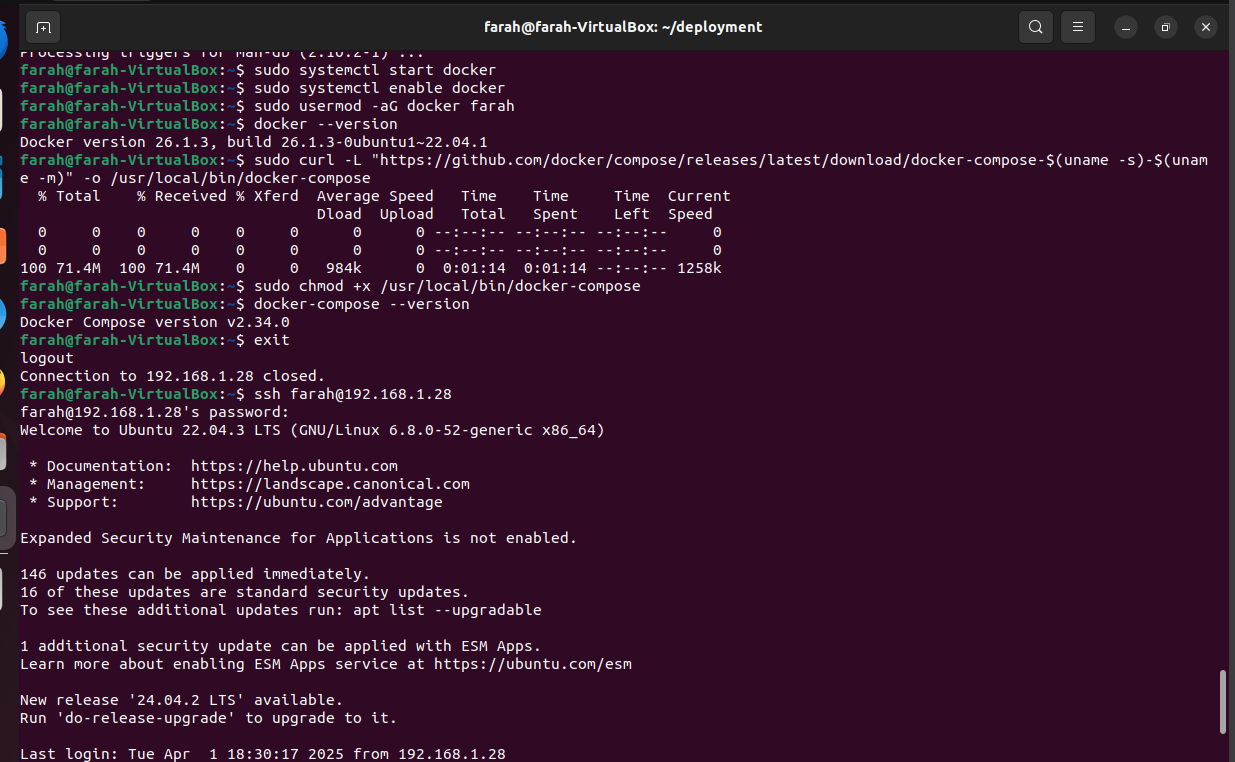 farah@farah-VirtualBox: ~/deployment
Processing triggers for man-db (2.10.2-1) ...
farah@farah-VirtualBox:~$ sudo systemctl start docker
farah@farah-VirtualBox:~$ sudo systemctl enable docker
farah@farah-VirtualBox:~$ sudo usermod -aG docker farah
farah@farah-VirtualBox:~$ docker --version
Docker version 26.1.3, build 26.1.3-0ubuntu1~22.04.1
farah@farah-VirtualBox:~$ sudo curl -L "https://github.com/docker/compose/releases/latest/download/docker-compose-$(uname -s)-$(unam
e -m)" -o /usr/local/bin/docker-compose
  % Total    % Received % Xferd  Average Speed   Time    Time     Time  Current
                                 Dload  Upload   Total   Spent    Left  Speed
  0     0    0     0    0     0      0      0 --:--:-- --:--:-- --:--:--     0
  0     0    0     0    0     0      0      0 --:--:-- --:--:-- --:--:--     0
100 71.4M  100 71.4M    0     0   984k      0  0:01:14  0:01:14 --:--:-- 1258k
farah@farah-VirtualBox:~$ sudo chmod +x /usr/local/bin/docker-compose
farah@farah-VirtualBox:~$ docker-compose --version
Docker Compose version v2.34.0
farah@farah-VirtualBox:~$ exit
logout
Connection to 192.168.1.28 closed.
farah@farah-VirtualBox:~$ ssh farah@192.168.1.28
farah@192.168.1.28's password:
Welcome to Ubuntu 22.04.3 LTS (GNU/Linux 6.8.0-52-generic x86_64)
 * Documentation:  https://help.ubuntu.com
 * Management:     https://landscape.canonical.com
 * Support:        https://ubuntu.com/advantage
Expanded Security Maintenance for Applications is not enabled.
146 updates can be applied immediately.
16 of these updates are standard security updates.
To see these additional updates run: apt list --upgradable
1 additional security update can be applied with ESM Apps.
Learn more about enabling ESM Apps service at https://ubuntu.com/esm
New release '24.04.2 LTS' available.
Run 'do-release-upgrade' to upgrade to it.
Last login: Tue Apr  1 18:30:17 2025 from 192.168.1.28